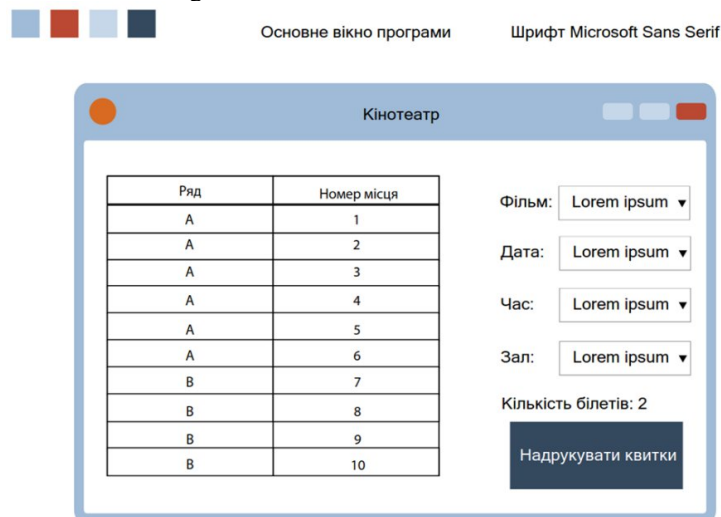 Основне вікно програми
Шрифт Microsoft Sans Serif
Кінотеатр
Ряд Номер місця
A 1
A 2
A 3
A 4
A 5
A 6
B 7
B 8
B 9
B 10
Фільм: Lorem ipsum
Дата: Lorem ipsum
Час: Lorem ipsum
Зал: Lorem ipsum
Кількість білетів: 2
Надрукувати квитки